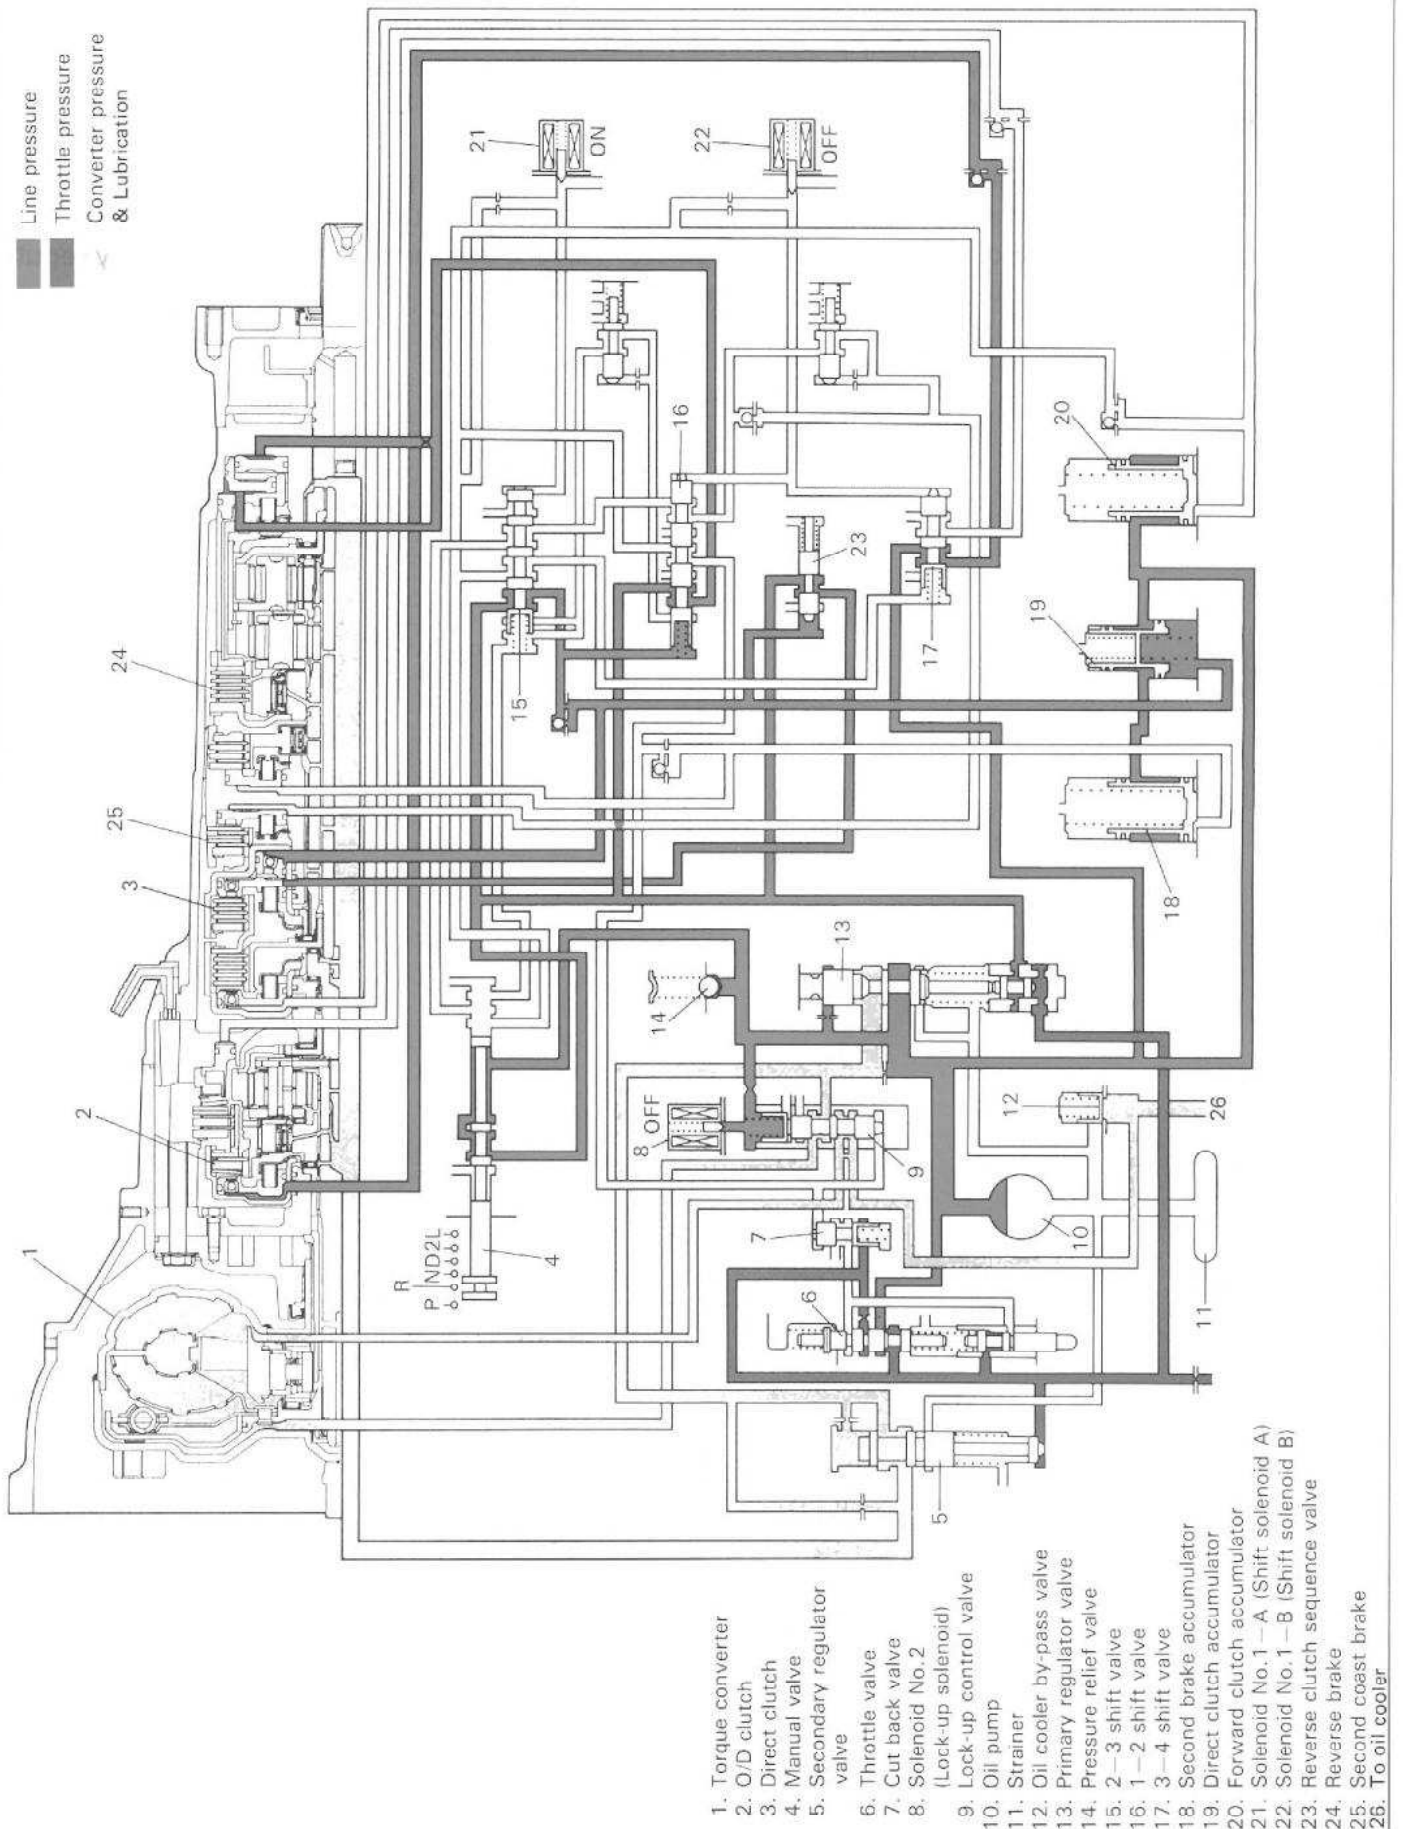 Line pressure
Throttle pressure
Converter pressure
& Lubrication
1
2
3
25
24
P R N D 2 L
4
21
ON
22
OFF
15
16
23
17
20
19
18
14
13
8
OFF
9
7
6
5
12
26
10
11
1. Torque converter
2. O/D clutch
3. Direct clutch
4. Manual valve
5. Secondary regulator
valve
6. Throttle valve
7. Cut back valve
8. Solenoid No.2
(Lock-up solenoid)
9. Lock-up control valve
10. Oil pump
11. Strainer
12. Oil cooler by-pass valve
13. Primary regulator valve
14. Pressure relief valve
15. 2—3 shift valve
16. 1—2 shift valve
17. 3—4 shift valve
18. Second brake accumulator
19. Direct clutch accumulator
20. Forward clutch accumulator
21. Solenoid No.1—A (Shift solenoid A)
22. Solenoid No.1—B (Shift solenoid B)
23. Reverse clutch sequence valve
24. Reverse brake
25. Second coast brake
26. To oil cooler